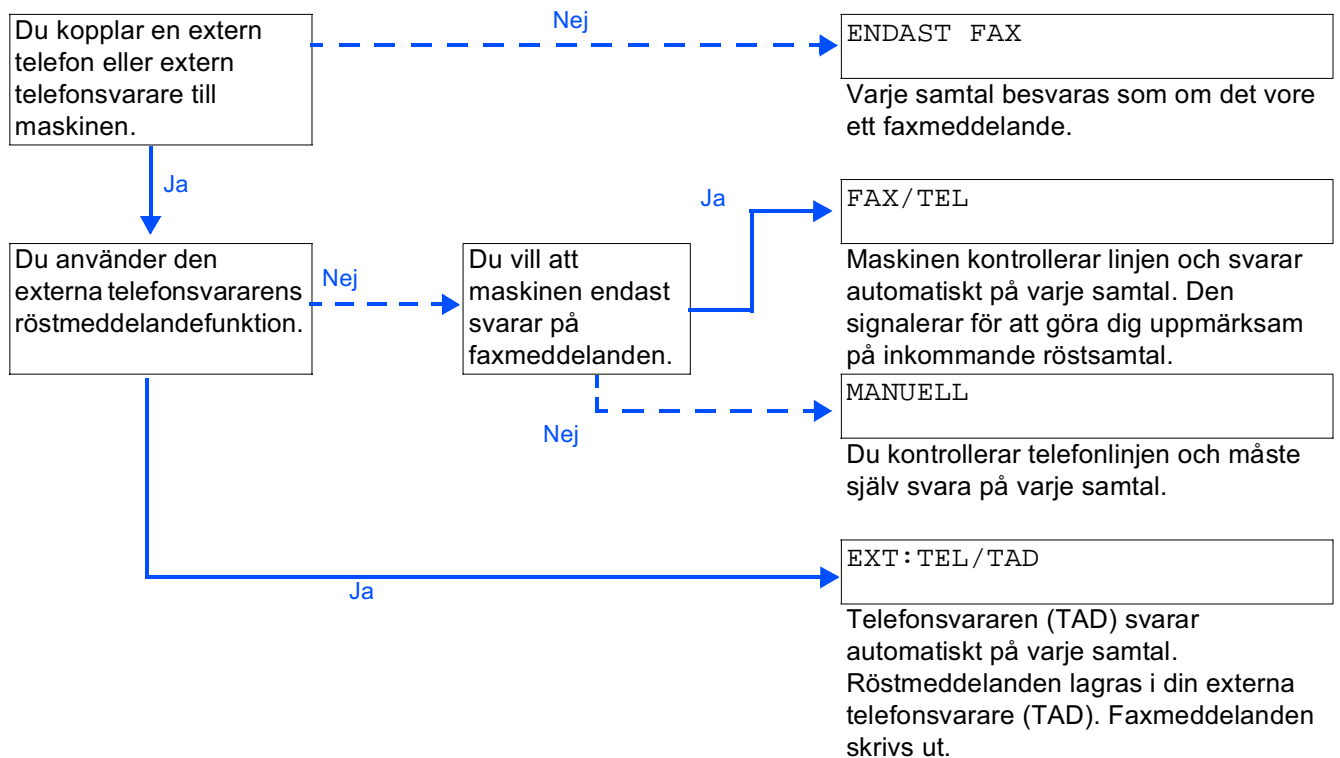 Du kopplar en extern
telefon eller extern
telefonsvarare till
maskinen.
Nej
ENDAST FAX
Varje samtal besvaras som om det vore
ett faxmeddelande.
Ja
Du använder den
externa telefonsvararens
röstmeddelandefunktion.
Nej
Du vill att
maskinen endast
svarar på
faxmeddelanden.
Ja
FAX/TEL
Maskinen kontrollerar linjen och svarar
automatiskt på varje samtal. Den
signalerar för att göra dig uppmärksam
på inkommande röstsamtal.
Nej
MANUELL
Du kontrollerar telefonlinjen och måste
själv svara på varje samtal.
Ja
EXT:TEL/TAD
Telefonsvararen (TAD) svarar
automatiskt på varje samtal.
Röstmeddelanden lagras i din externa
telefonsvarare (TAD). Faxmeddelanden
skrivs ut.